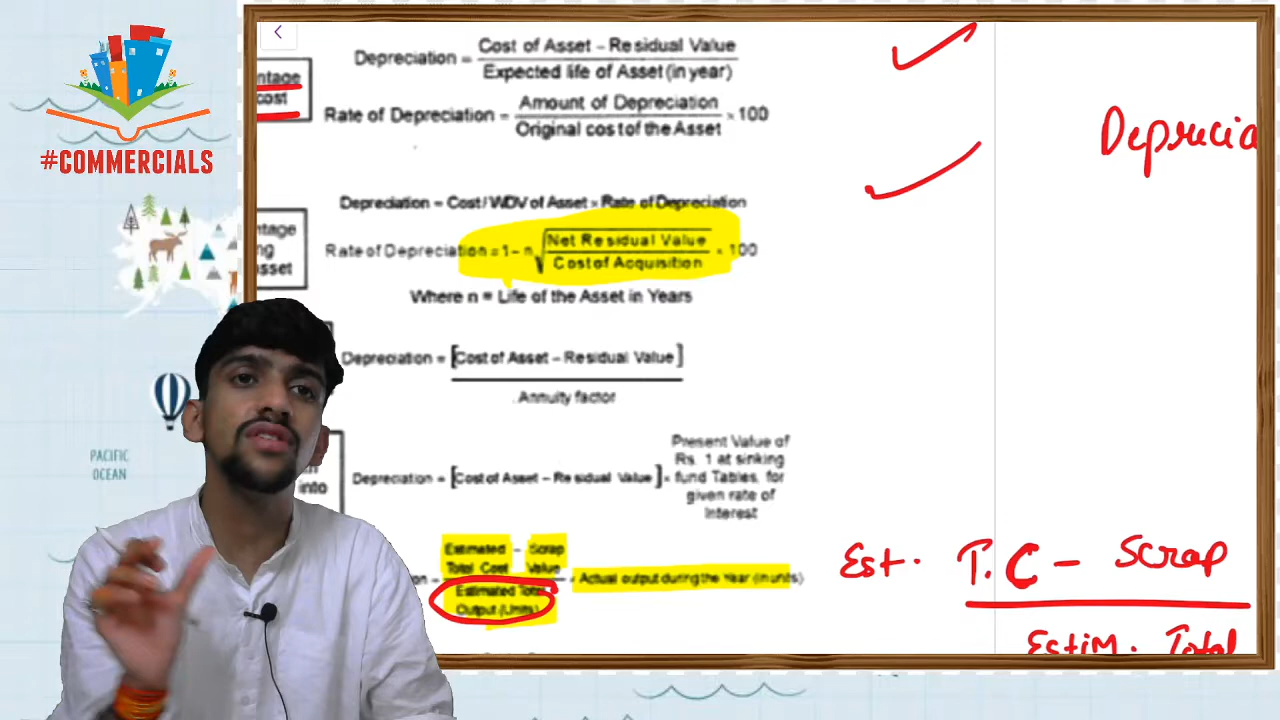 #COMMERCIALS
PACIFIC
OCEAN
ntage
cost
Depreciation = Cost of Asset – Residual Value
Expected life of Asset (in year)
Rate of Depreciation = Amount of Depreciation × 100
Original cost of the Asset
Deprecia
Depreciation = Cost / WDV of Asset × Rate of Depreciation
ntage
ng
sset
Rate of Depreciation = 1 – n√ Net Residual Value × 100
Cost of Acquisition
Where n = Life of the Asset in Years
Depreciation = [Cost of Asset – Residual Value]
Annuity factor
into
Depreciation = [Cost of Asset – Residual Value] ×
Present Value of
Rs. 1 at sinking
fund Tables, for
given rate of
Interest
Estimated – Scrap
Total Cost Value
on = × Actual output during the Year (in units)
Estimated Total
Output (Units)
Est. T.C – Scrap
Estim. Total